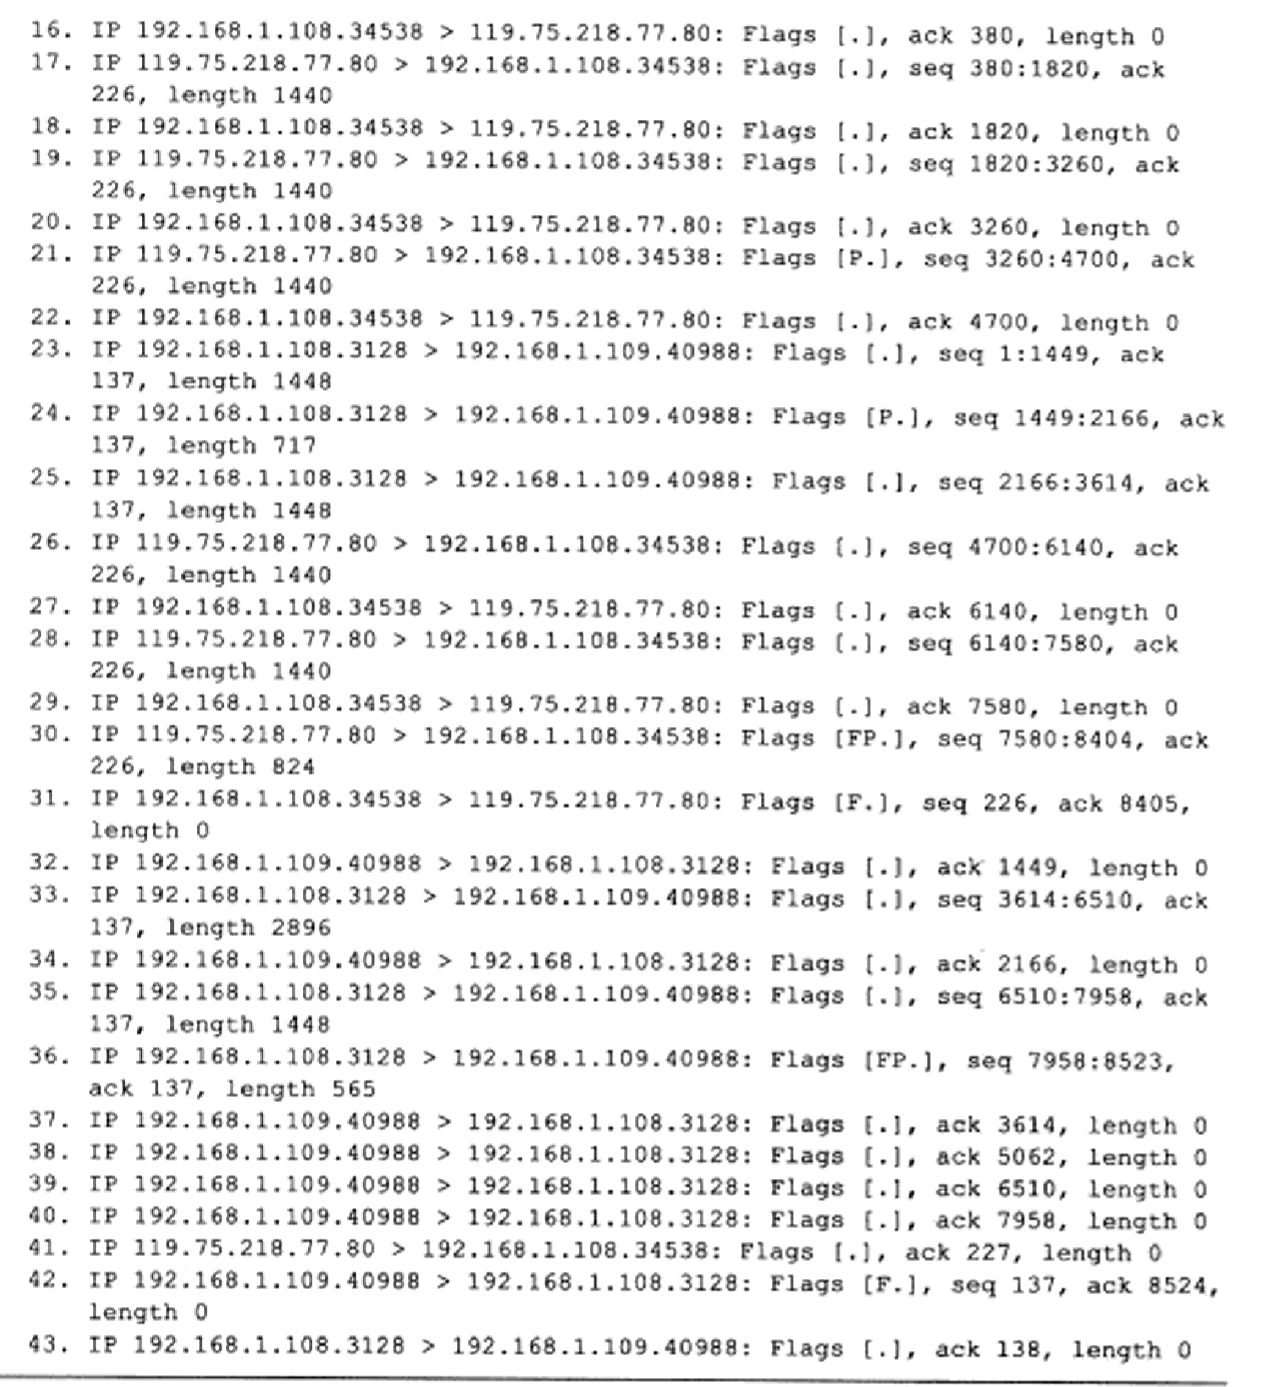 16. IP 192.168.1.108.34538 > 119.75.218.77.80: Flags [.], ack 380, length 0
17. IP 119.75.218.77.80 > 192.168.1.108.34538: Flags [.], seq 380:1820, ack
226, length 1440
18. IP 192.168.1.108.34538 > 119.75.218.77.80: Flags [.], ack 1820, length 0
19. IP 119.75.218.77.80 > 192.168.1.108.34538: Flags [.], seq 1820:3260, ack
226, length 1440
20. IP 192.168.1.108.34538 > 119.75.218.77.80: Flags [.], ack 3260, length 0
21. IP 119.75.218.77.80 > 192.168.1.108.34538: Flags [P.], seq 3260:4700, ack
226, length 1440
22. IP 192.168.1.108.34538 > 119.75.218.77.80: Flags [.], ack 4700, length 0
23. IP 192.168.1.108.3128 > 192.168.1.109.40988: Flags [.], seq 1:1449, ack
137, length 1448
24. IP 192.168.1.108.3128 > 192.168.1.109.40988: Flags [P.], seq 1449:2166, ack
137, length 717
25. IP 192.168.1.108.3128 > 192.168.1.109.40988: Flags [.], seq 2166:3614, ack
137, length 1448
26. IP 119.75.218.77.80 > 192.168.1.108.34538: Flags [.], seq 4700:6140, ack
226, length 1440
27. IP 192.168.1.108.34538 > 119.75.218.77.80: Flags [.], ack 6140, length 0
28. IP 119.75.218.77.80 > 192.168.1.108.34538: Flags [.], seq 6140:7580, ack
226, length 1440
29. IP 192.168.1.108.34538 > 119.75.218.77.80: Flags [.], ack 7580, length 0
30. IP 119.75.218.77.80 > 192.168.1.108.34538: Flags [FP.], seq 7580:8404, ack
226, length 824
31. IP 192.168.1.108.34538 > 119.75.218.77.80: Flags [F.], seq 226, ack 8405,
length 0
32. IP 192.168.1.109.40988 > 192.168.1.108.3128: Flags [.], ack 1449, length 0
33. IP 192.168.1.108.3128 > 192.168.1.109.40988: Flags [.], seq 3614:6510, ack
137, length 2896
34. IP 192.168.1.109.40988 > 192.168.1.108.3128: Flags [.], ack 2166, length 0
35. IP 192.168.1.108.3128 > 192.168.1.109.40988: Flags [.], seq 6510:7958, ack
137, length 1448
36. IP 192.168.1.108.3128 > 192.168.1.109.40988: Flags [FP.], seq 7958:8523,
ack 137, length 565
37. IP 192.168.1.109.40988 > 192.168.1.108.3128: Flags [.], ack 3614, length 0
38. IP 192.168.1.109.40988 > 192.168.1.108.3128: Flags [.], ack 5062, length 0
39. IP 192.168.1.109.40988 > 192.168.1.108.3128: Flags [.], ack 6510, length 0
40. IP 192.168.1.109.40988 > 192.168.1.108.3128: Flags [.], ack 7958, length 0
41. IP 119.75.218.77.80 > 192.168.1.108.34538: Flags [.], ack 227, length 0
42. IP 192.168.1.109.40988 > 192.168.1.108.3128: Flags [F.], seq 137, ack 8524,
length 0
43. IP 192.168.1.108.3128 > 192.168.1.109.40988: Flags [.], ack 138, length 0